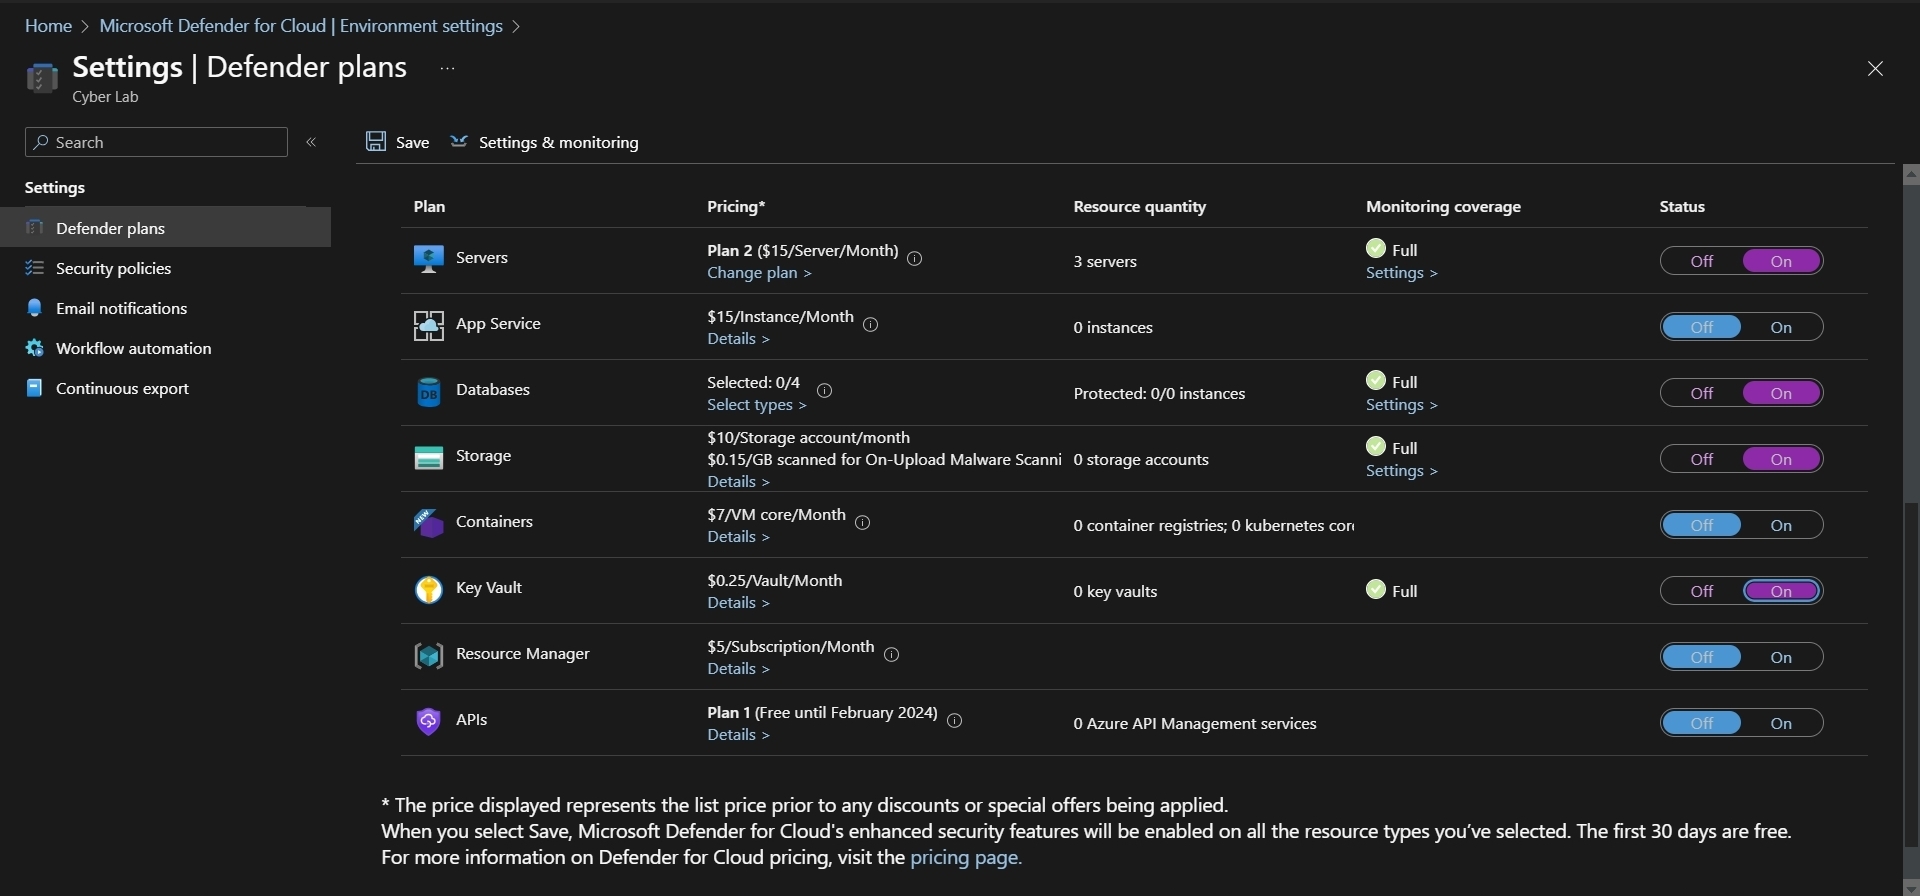 Home > Microsoft Defender for Cloud | Environment settings >
Settings | Defender plans ...
Cyber Lab
Search «
Save Settings & monitoring
Settings
Defender plans
Security policies
Email notifications
Workflow automation
Continuous export
Plan Pricing* Resource quantity Monitoring coverage Status
Servers Plan 2 ($15/Server/Month) 3 servers Full Off On
Change plan > Settings >
App Service $15/Instance/Month 0 instances Off On
Details >
Databases Selected: 0/4 Protected: 0/0 instances Full Off On
Select types > Settings >
$10/Storage account/month
Storage $0.15/GB scanned for On-Upload Malware Scanni 0 storage accounts Full Off On
Details > Settings >
Containers $7/VM core/Month 0 container registries; 0 kubernetes cor Off On
NEW
Details >
Key Vault $0.25/Vault/Month 0 key vaults Full Off On
Details >
Resource Manager $5/Subscription/Month Off On
Details >
APIs Plan 1 (Free until February 2024) 0 Azure API Management services Off On
Details >
* The price displayed represents the list price prior to any discounts or special offers being applied.
When you select Save, Microsoft Defender for Cloud's enhanced security features will be enabled on all the resource types you've selected. The first 30 days are free.
For more information on Defender for Cloud pricing, visit the pricing page.